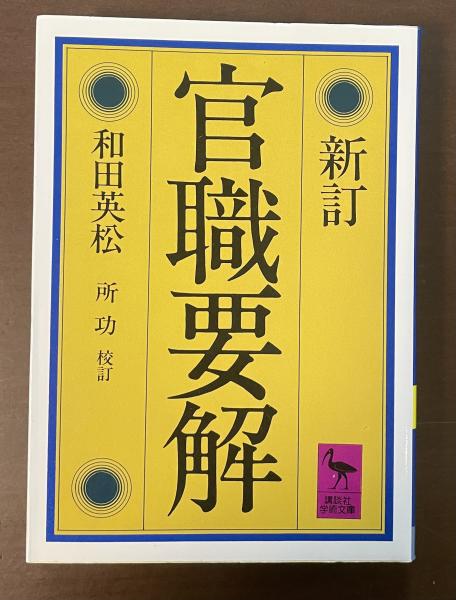 新訂
官職要解
和田英松
所功 校訂
講談社
学術文庫